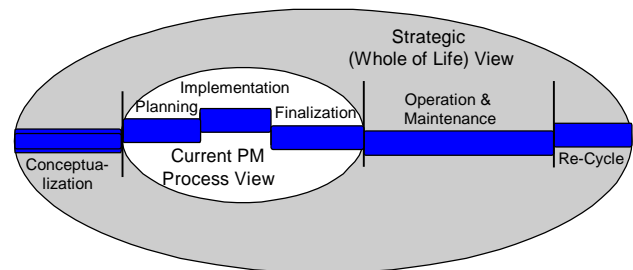 Strategic
(Whole of Life) View
Implementation
Planning
Finalization
Operation &
Maintenance
Current PM
Process View
Conceptua-
lization
Re-Cycle